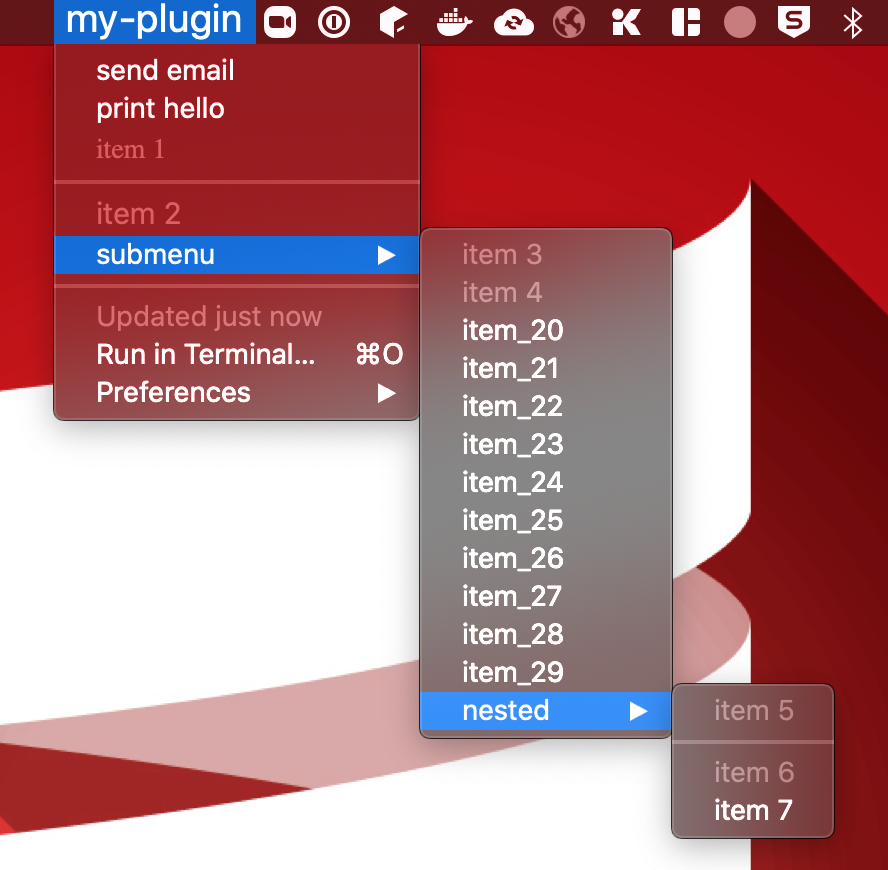 my-plugin
send email
print hello
item 1
item 2
submenu
Updated just now
Run in Terminal... ⌘O
Preferences
item 3
item 4
item_20
item_21
item_22
item_23
item_24
item_25
item_26
item_27
item_28
item_29
nested
item 5
item 6
item 7